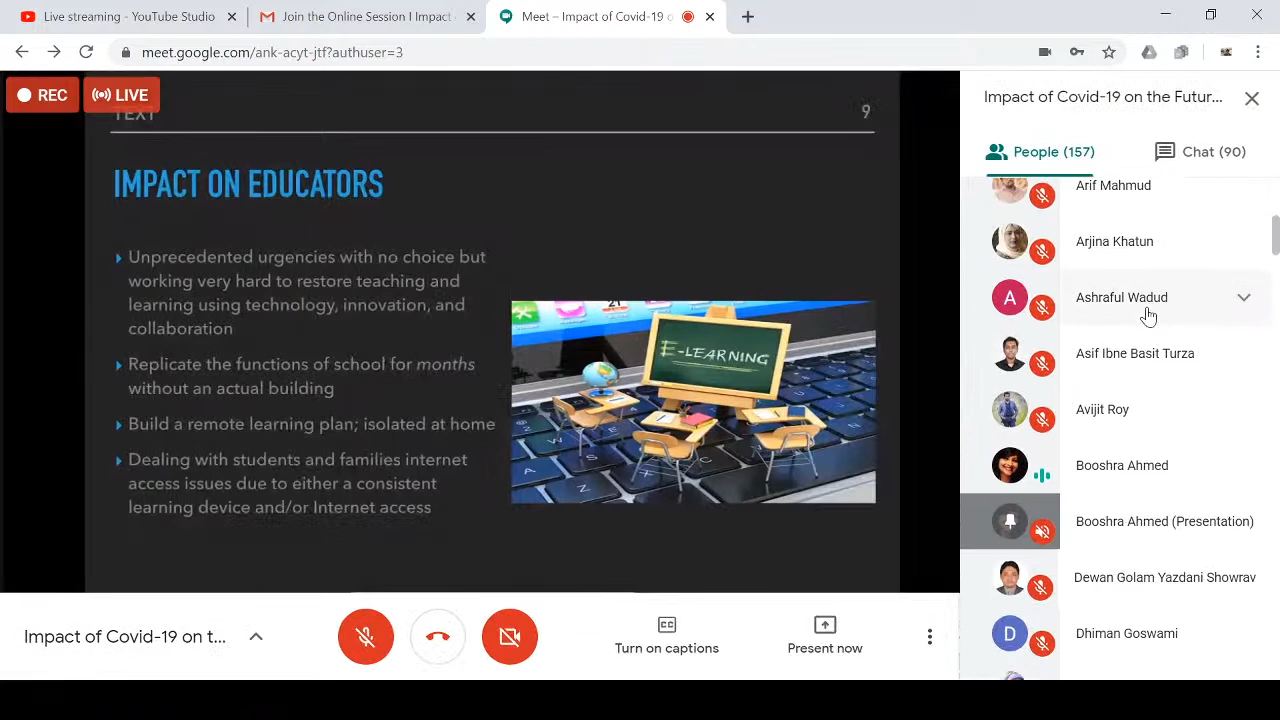 Live streaming - YouTube Studio
Join the Online Session I Impact
Meet – Impact of Covid-19 o
meet.google.com/ank-acyt-jtf?authuser=3
REC
LIVE
TEXT
9
IMPACT ON EDUCATORS
Unprecedented urgencies with no choice but
working very hard to restore teaching and
learning using technology, innovation, and
collaboration
Replicate the functions of school for months
without an actual building
Build a remote learning plan; isolated at home
Dealing with students and families internet
access issues due to either a consistent
learning device and/or Internet access
21
E-LEARNING
Impact of Covid-19 on the Futur...
People (157)
Chat (90)
Arif Mahmud
Arjina Khatun
A
Ashraful Wadud
Asif Ibne Basit Turza
Avijit Roy
Booshra Ahmed
Booshra Ahmed (Presentation)
Dewan Golam Yazdani Showrav
D
Dhiman Goswami
Impact of Covid-19 on t...
Turn on captions
Present now